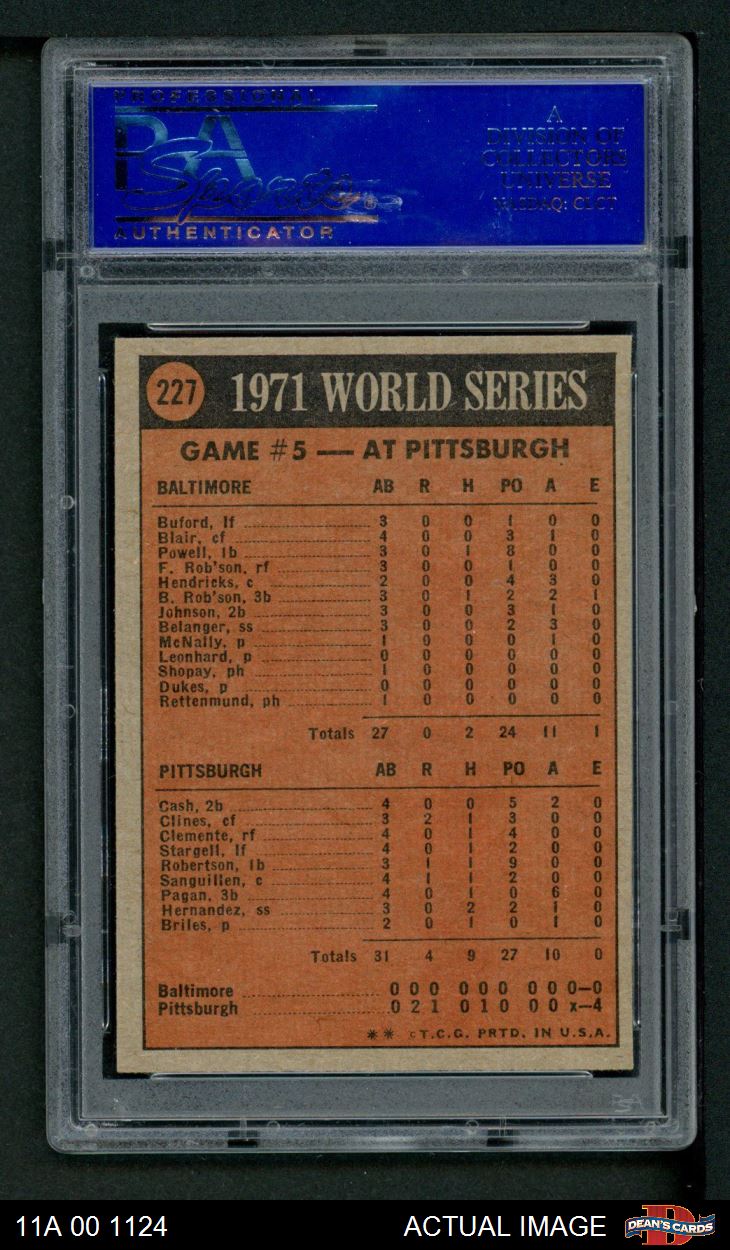 PROFESSIONAL
PSA
Sports ®
AUTHENTICATOR
A
DIVISION OF
COLLECTORS
UNIVERSE
NASDAQ: CLCT
227 1971 WORLD SERIES
GAME #5 — AT PITTSBURGH
BALTIMORE AB R H PO A E
Buford, lf 3 0 0 1 0 0
Blair, cf 4 0 0 3 1 0
Powell, 1b 3 0 1 8 0 0
F. Rob'son, rf 3 0 0 1 0 0
Hendricks, c 2 0 0 4 3 0
B. Rob'son, 3b 3 0 1 2 2 1
Johnson, 2b 3 0 0 3 1 0
Belanger, ss 3 0 0 2 3 0
McNally, p 1 0 0 0 1 0
Leonhard, p 0 0 0 0 0 0
Shopay, ph 1 0 0 0 0 0
Dukes, p 0 0 0 0 0 0
Rettenmund, ph 1 0 0 0 0 0
Totals 27 0 2 24 11 1
PITTSBURGH AB R H PO A E
Cash, 2b 4 0 0 5 2 0
Clines, cf 3 2 1 3 0 0
Clemente, rf 4 0 1 4 0 0
Stargell, lf 4 0 1 2 0 0
Robertson, 1b 3 1 1 9 0 0
Sanguillen, c 4 1 1 2 0 0
Pagan, 3b 4 0 1 0 6 0
Hernandez, ss 3 0 2 2 1 0
Briles, p 2 0 1 0 1 0
Totals 31 4 9 27 10 0
Baltimore 0 0 0 0 0 0 0 0 0—0
Pittsburgh 0 2 1 0 1 0 0 0 x—4
** © T.C.G. PRTD. IN U.S.A.
PSA
11A 00 1124 ACTUAL IMAGE DEAN'S CARDS